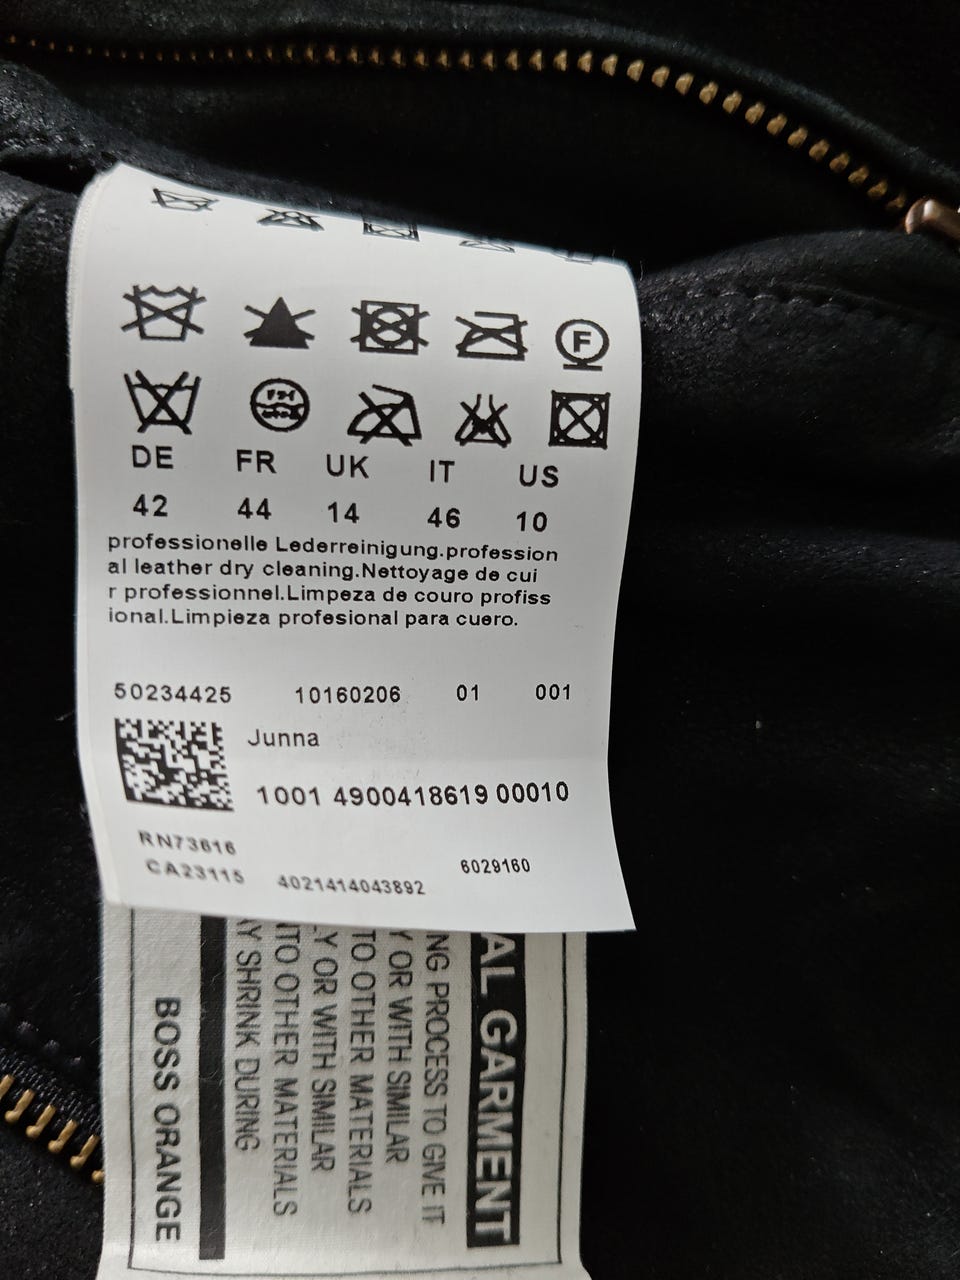 F
DE FR UK IT US
42 44 14 46 10
professionelle Lederreinigung.profession
al leather dry cleaning.Nettoyage de cui
r professionnel.Limpeza de couro profiss
ional.Limpieza profesional para cuero.
50234425 10160206 01 001
Junna
1001 4900418619 00010
RN73616
CA23115 4021414043892 6029160
AL GARMENT
NG PROCESS TO GIVE IT
Y OR WITH SIMILAR
TO OTHER MATERIALS
Y OR WITH SIMILAR
TO OTHER MATERIALS
AY SHRINK DURING
BOSS ORANGE